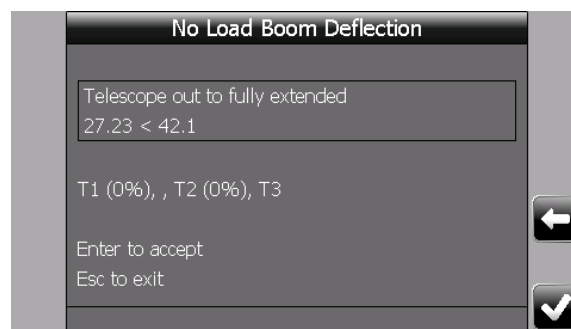 No Load Boom Deflection
Telescope out to fully extended
27.23 < 42.1
T1 (0%), , T2 (0%), T3
Enter to accept
Esc to exit